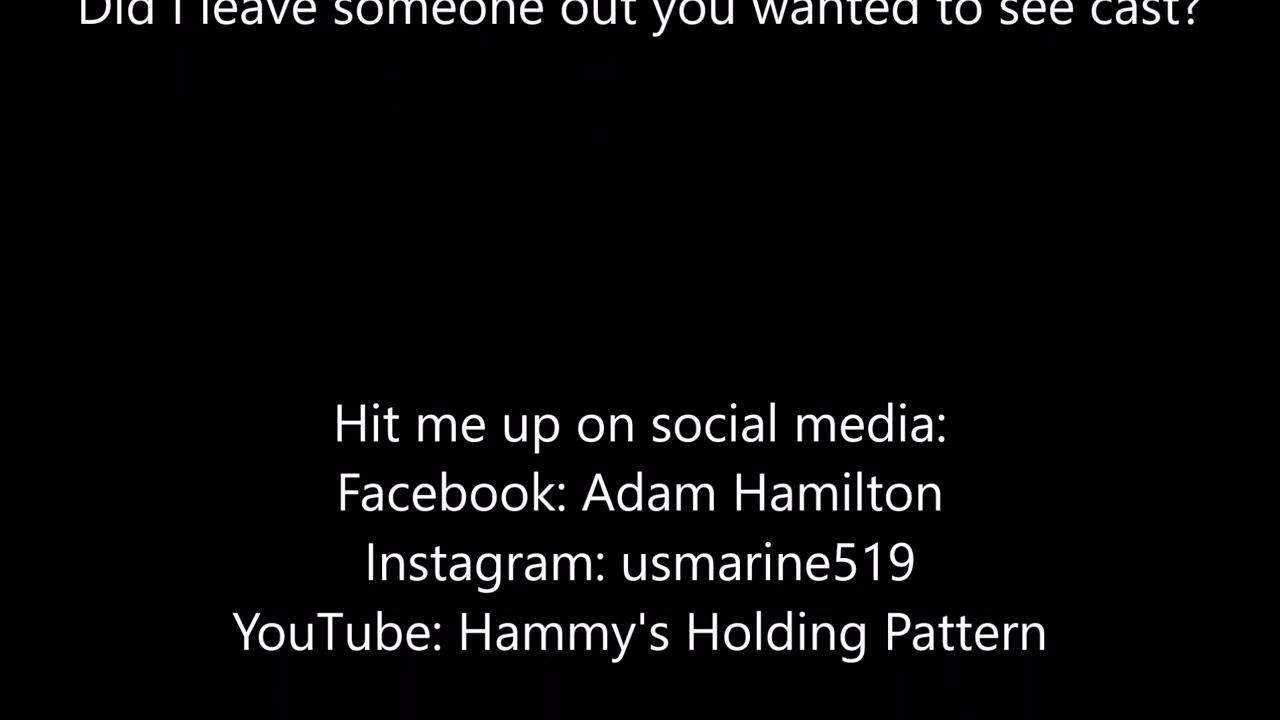 Did I leave someone out you wanted to see cast?
Hit me up on social media:
Facebook: Adam Hamilton
Instagram: usmarine519
YouTube: Hammy's Holding Pattern